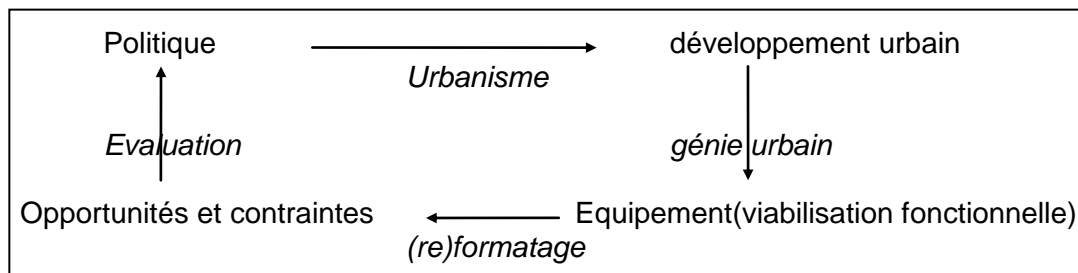 Politique développement urbain
Urbanisme
Evaluation génie urbain
Opportunités et contraintes Equipement(viabilisation fonctionnelle)
(re)formatage